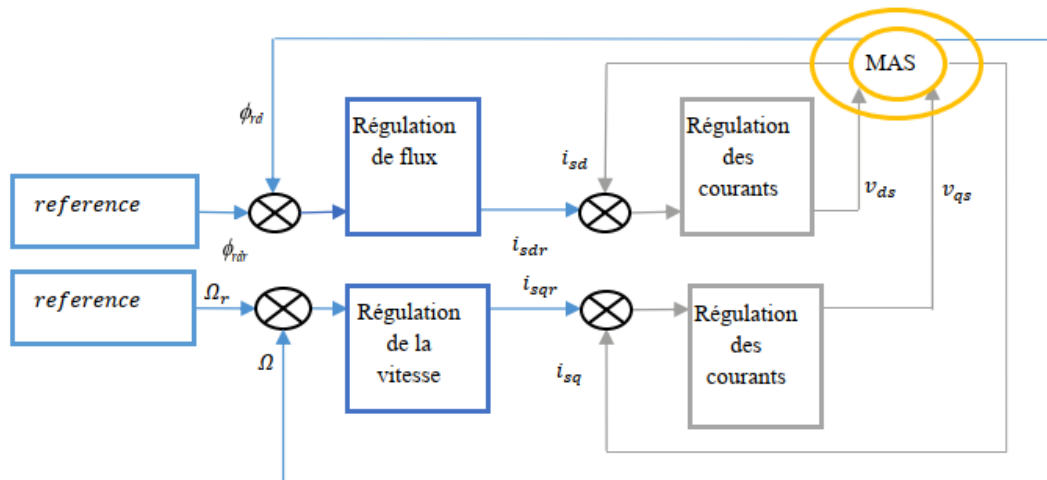 MAS
ϕrd
Régulation
de flux
Régulation
des
courants
isd
vds
vqs
reference
ϕrdr
isdr
reference
Ωr
isqr
Régulation
de la
vitesse
Régulation
des
courants
Ω
isq